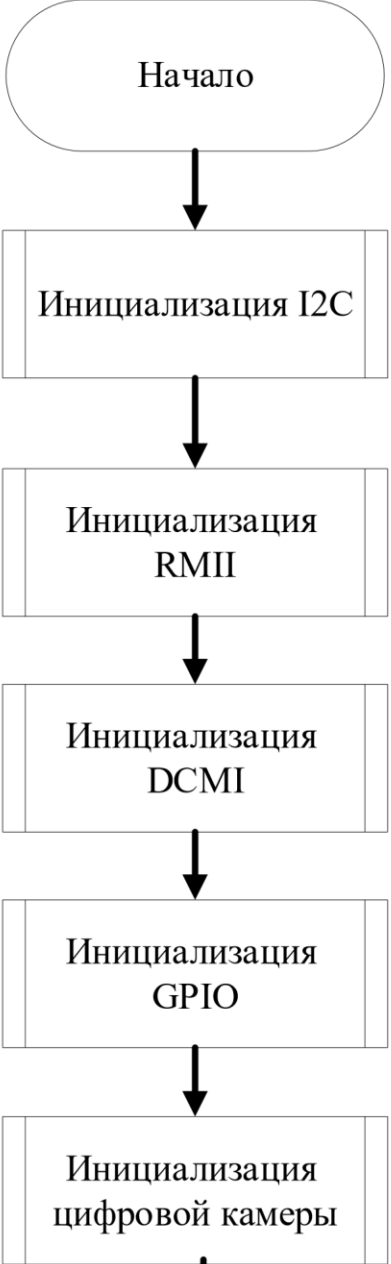 Начало
Инициализация I2C
Инициализация
RMII
Инициализация
DCMI
Инициализация
GPIO
Инициализация
цифровой камеры